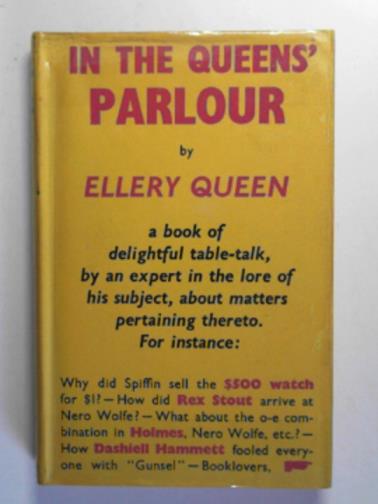 IN THE QUEENS'
PARLOUR
by
ELLERY QUEEN
a book of
delightful table-talk,
by an expert in the lore of
his subject, about matters
pertaining thereto.
For instance:
Why did Spiffin sell the $500 watch
for $1?—How did Rex Stout arrive at
Nero Wolfe?—What about the o-e com-
bination in Holmes, Nero Wolfe, etc.?—
How Dashiell Hammett fooled every-
one with "Gunsel"—Booklovers,